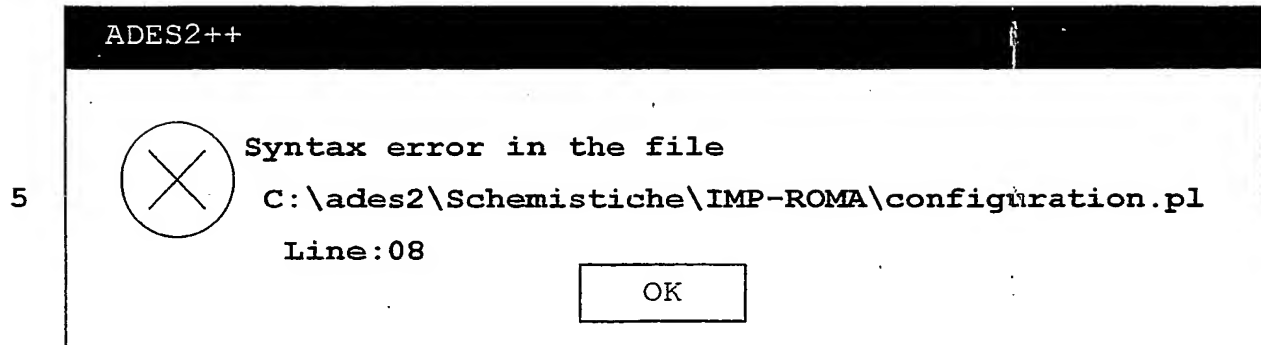 ADES2++
Syntax error in the file
5 C:\ades2\Schemistiche\IMP-ROMA\configuration.pl
Line:08
OK